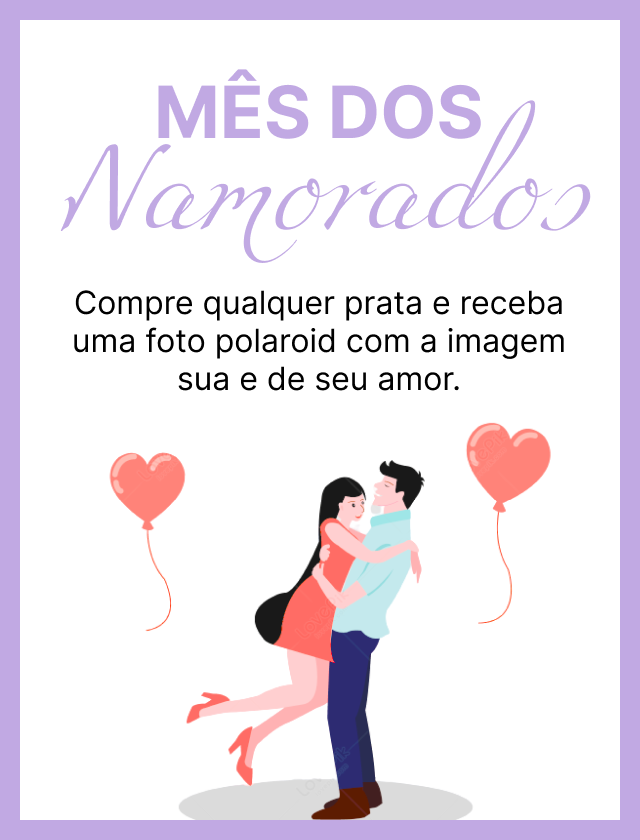 MÊS DOS
Namorados
Compre qualquer prata e receba
uma foto polaroid com a imagem
sua e de seu amor.